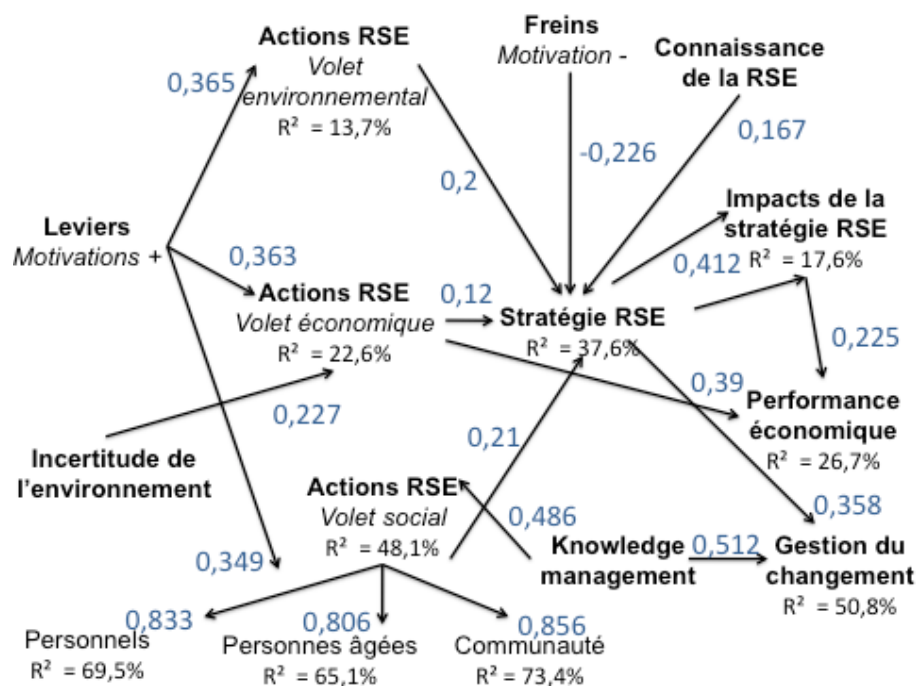 Actions RSE
Volet
environnemental
R² = 13,7%
Freins
Motivation -
Connaissance
de la RSE
0,365
0,2
-0,226
0,167
Leviers
Motivations +
0,363
Actions RSE
Volet économique
R² = 22,6%
0,12
Stratégie RSE
R² = 37,6%
Impacts de la
stratégie RSE
R² = 17,6%
0,412
0,225
0,39
Performance
économique
R² = 26,7%
0,227
Incertitude de
l’environnement
0,21
Actions RSE
Volet social
R² = 48,1%
0,486
Knowledge
management
0,512
0,358
Gestion du
changement
R² = 50,8%
0,349
0,833
Personnels
R² = 69,5%
0,806
Personnes âgées
R² = 65,1%
0,856
Communauté
R² = 73,4%